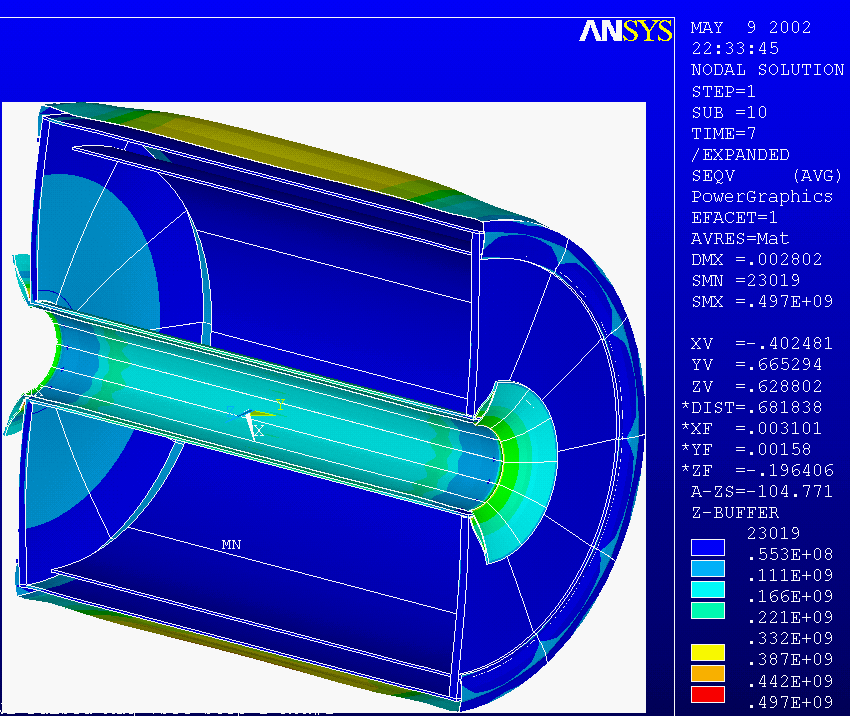 ANSYS
MAY 9 2002
22:33:45
NODAL SOLUTION
STEP=1
SUB =10
TIME=7
/EXPANDED
SEQV (AVG)
PowerGraphics
EFACET=1
AVRES=Mat
DMX =.002802
SMN =23019
SMX =.497E+09
XV =-.402481
YV =.665294
ZV =.628802
*DIST=.681838
*XF =.003101
*YF =.00158
*ZF =-.196406
A-ZS=-104.771
Z-BUFFER
23019
.553E+08
.111E+09
.166E+09
.221E+09
.332E+09
.387E+09
.442E+09
.497E+09
Y
X
MN